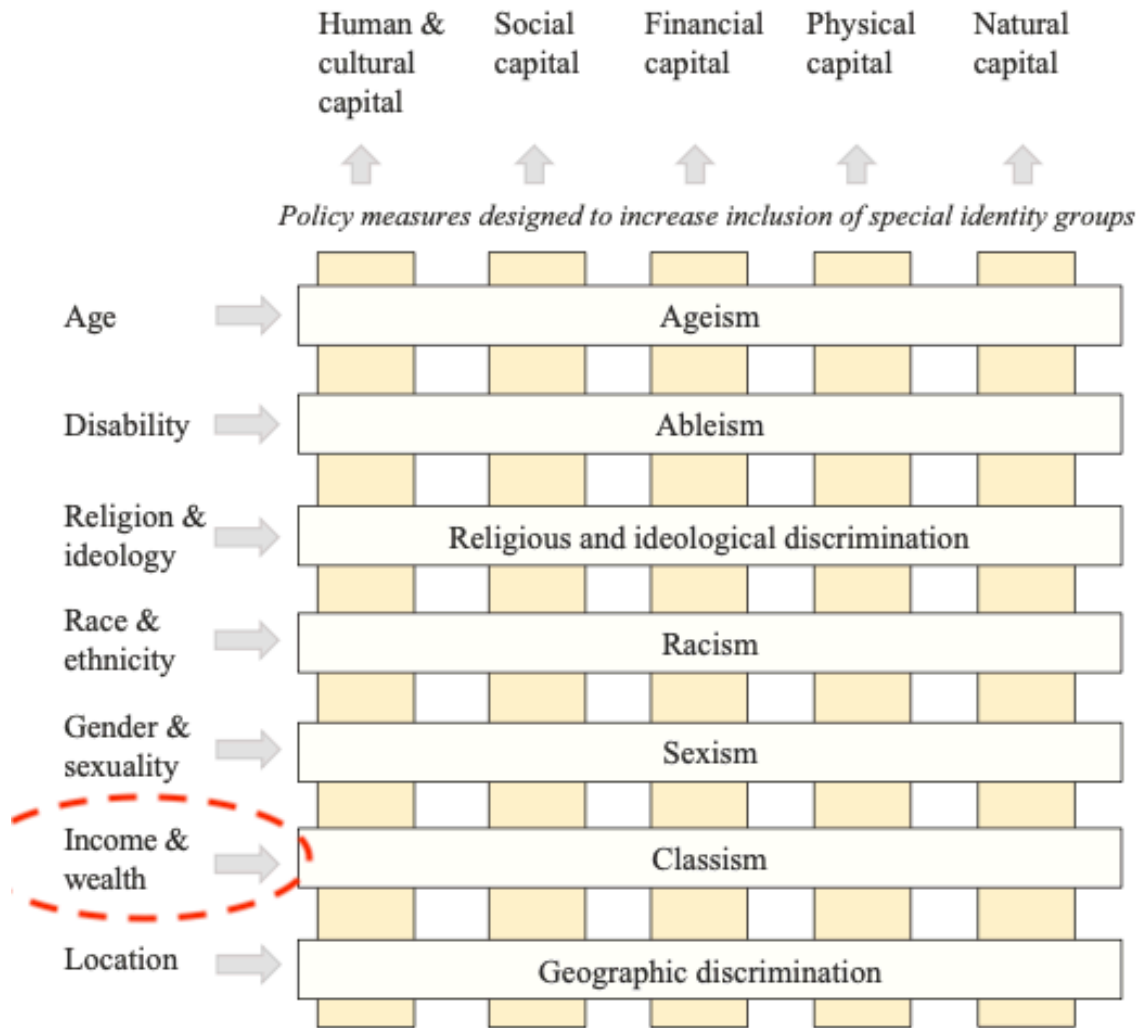 Human & cultural capital
Social capital
Financial capital
Physical capital
Natural capital
Policy measures designed to increase inclusion of special identity groups
Age
Ageism
Disability
Ableism
Religion & ideology
Religious and ideological discrimination
Race & ethnicity
Racism
Gender & sexuality
Sexism
Income & wealth
Classism
Location
Geographic discrimination